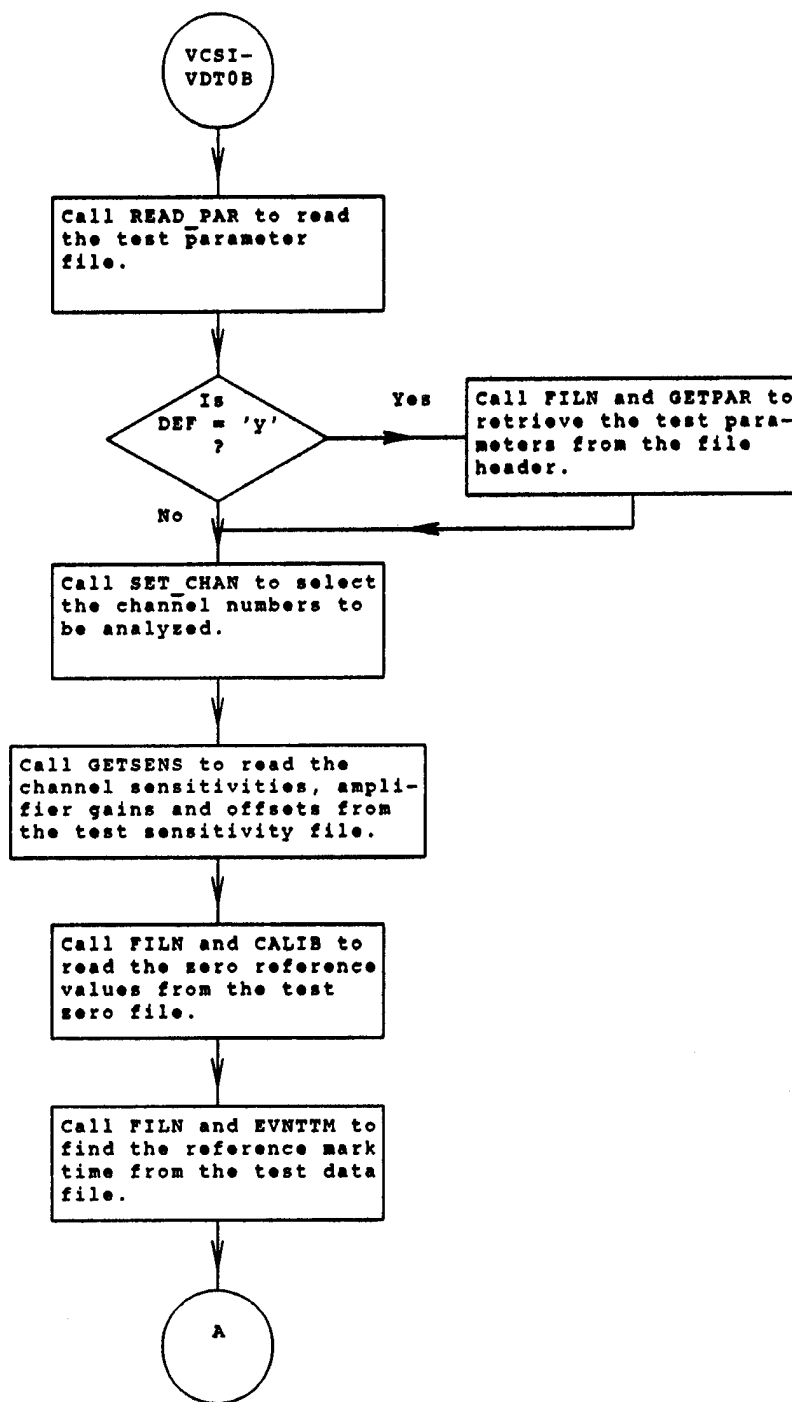 VCSI-
VDT0B
Call READ_PAR to read
the test parameter
file.
Is
DEF = 'y'
?
Yes
Call FILN and GETPAR to
retrieve the test para-
meters from the file
header.
No
Call SET_CHAN to select
the channel numbers to
be analyzed.
Call GETSENS to read the
channel sensitivities, ampli-
fier gains and offsets from
the test sensitivity file.
Call FILN and CALIB to
read the zero reference
values from the test
zero file.
Call FILN and EVNTTM to
find the reference mark
time from the test data
file.
A